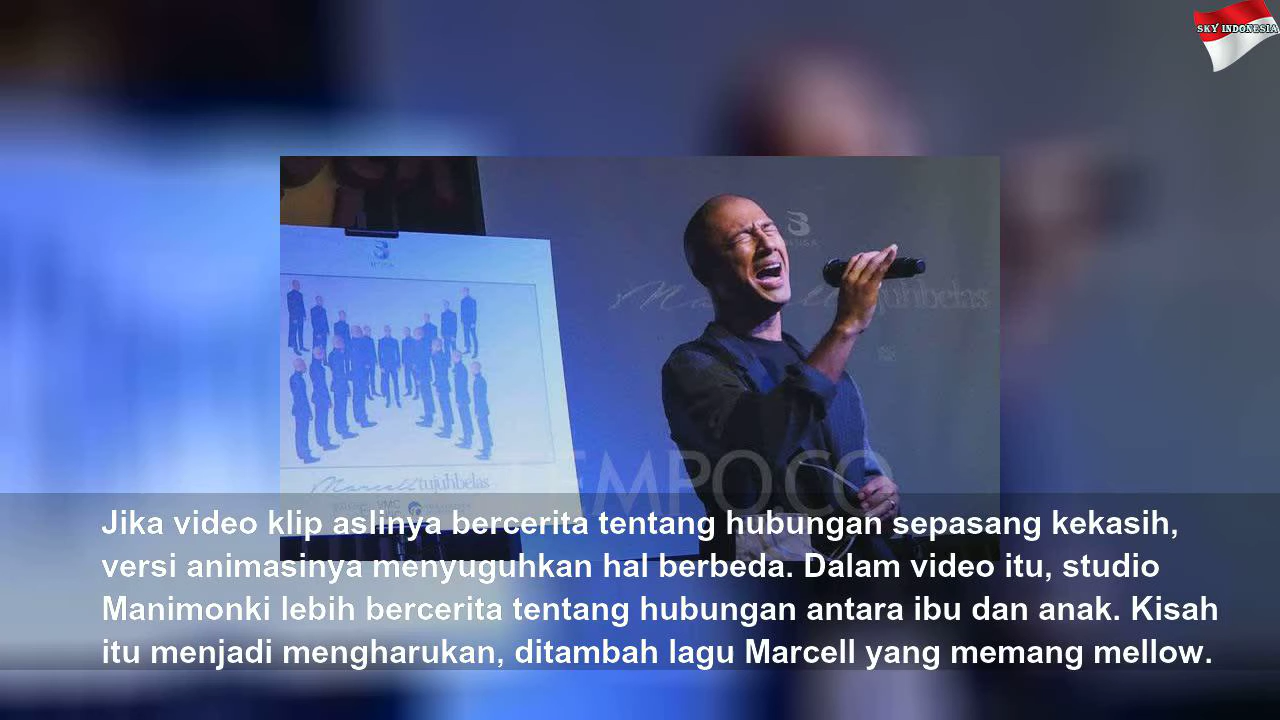 SKY INDONESIA
Marcell tujuhbelas
Marcell tujuhbelas
TEMPO.CO
Jika video klip aslinya bercerita tentang hubungan sepasang kekasih,
versi animasinya menyuguhkan hal berbeda. Dalam video itu, studio
Manimonki lebih bercerita tentang hubungan antara ibu dan anak. Kisah
itu menjadi mengharukan, ditambah lagu Marcell yang memang mellow.